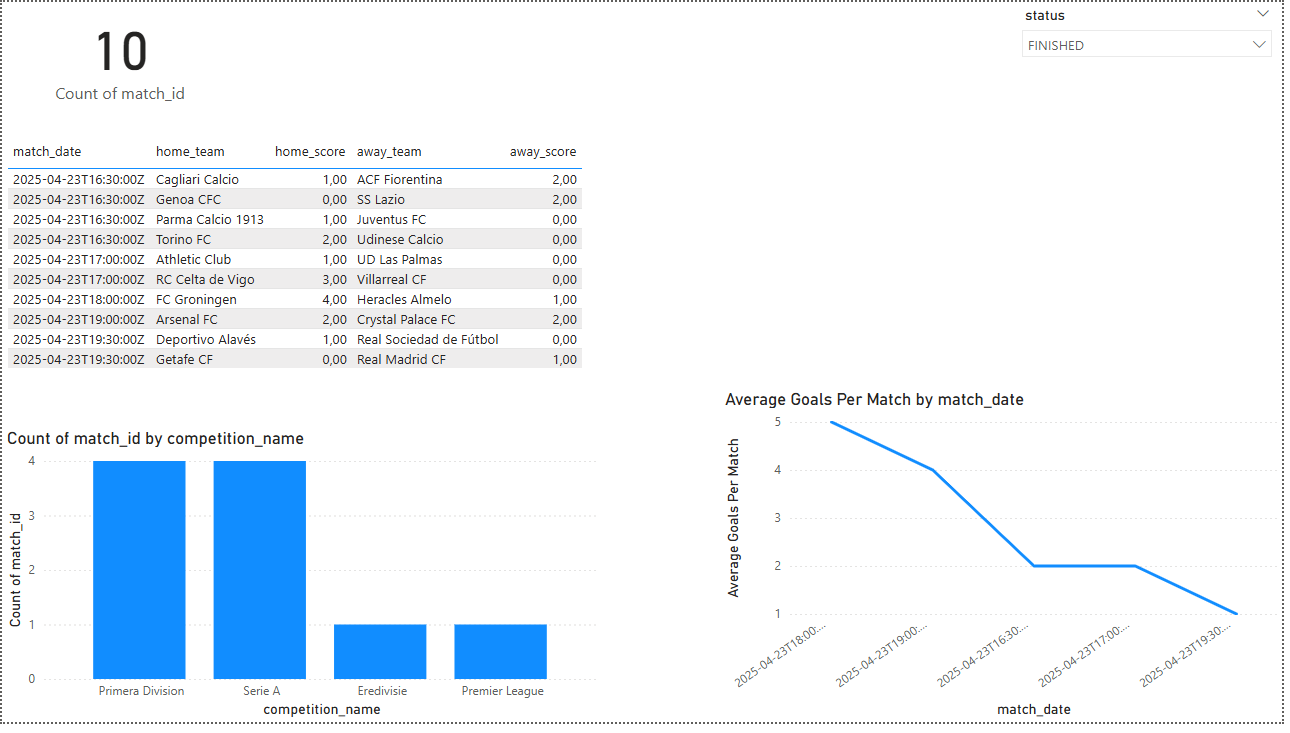 10
Count of match_id
status
FINISHED
match_date home_team home_score away_team away_score
2025-04-23T16:30:00Z Cagliari Calcio 1,00 ACF Fiorentina 2,00
2025-04-23T16:30:00Z Genoa CFC 0,00 SS Lazio 2,00
2025-04-23T16:30:00Z Parma Calcio 1913 1,00 Juventus FC 0,00
2025-04-23T16:30:00Z Torino FC 2,00 Udinese Calcio 0,00
2025-04-23T17:00:00Z Athletic Club 1,00 UD Las Palmas 0,00
2025-04-23T17:00:00Z RC Celta de Vigo 3,00 Villarreal CF 0,00
2025-04-23T18:00:00Z FC Groningen 4,00 Heracles Almelo 1,00
2025-04-23T19:00:00Z Arsenal FC 2,00 Crystal Palace FC 2,00
2025-04-23T19:30:00Z Deportivo Alavés 1,00 Real Sociedad de Fútbol 0,00
2025-04-23T19:30:00Z Getafe CF 0,00 Real Madrid CF 1,00
Count of match_id by competition_name
Count of match_id
4
3
2
1
0
Primera Division Serie A Eredivisie Premier League
competition_name
Average Goals Per Match by match_date
Average Goals Per Match
5
4
3
2
1
2025-04-23T18:00:...
2025-04-23T19:00:...
2025-04-23T16:30:...
2025-04-23T17:00:...
2025-04-23T19:30:...
match_date